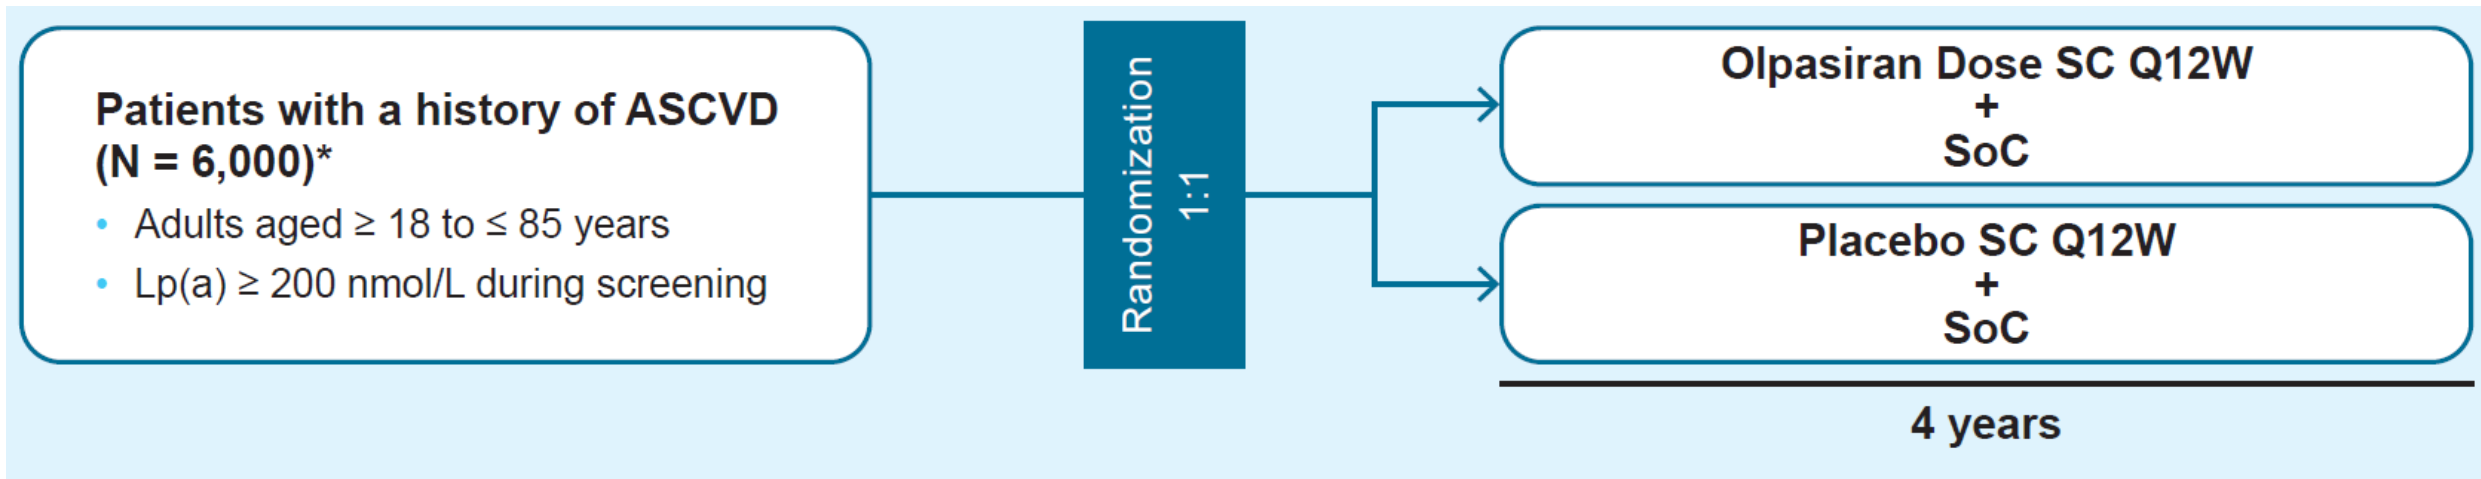 Patients with a history of ASCVD
(N = 6,000)*
• Adults aged ≥ 18 to ≤ 85 years
• Lp(a) ≥ 200 nmol/L during screening
Randomization
1:1
Olpasiran Dose SC Q12W
+
SoC
Placebo SC Q12W
+
SoC
4 years